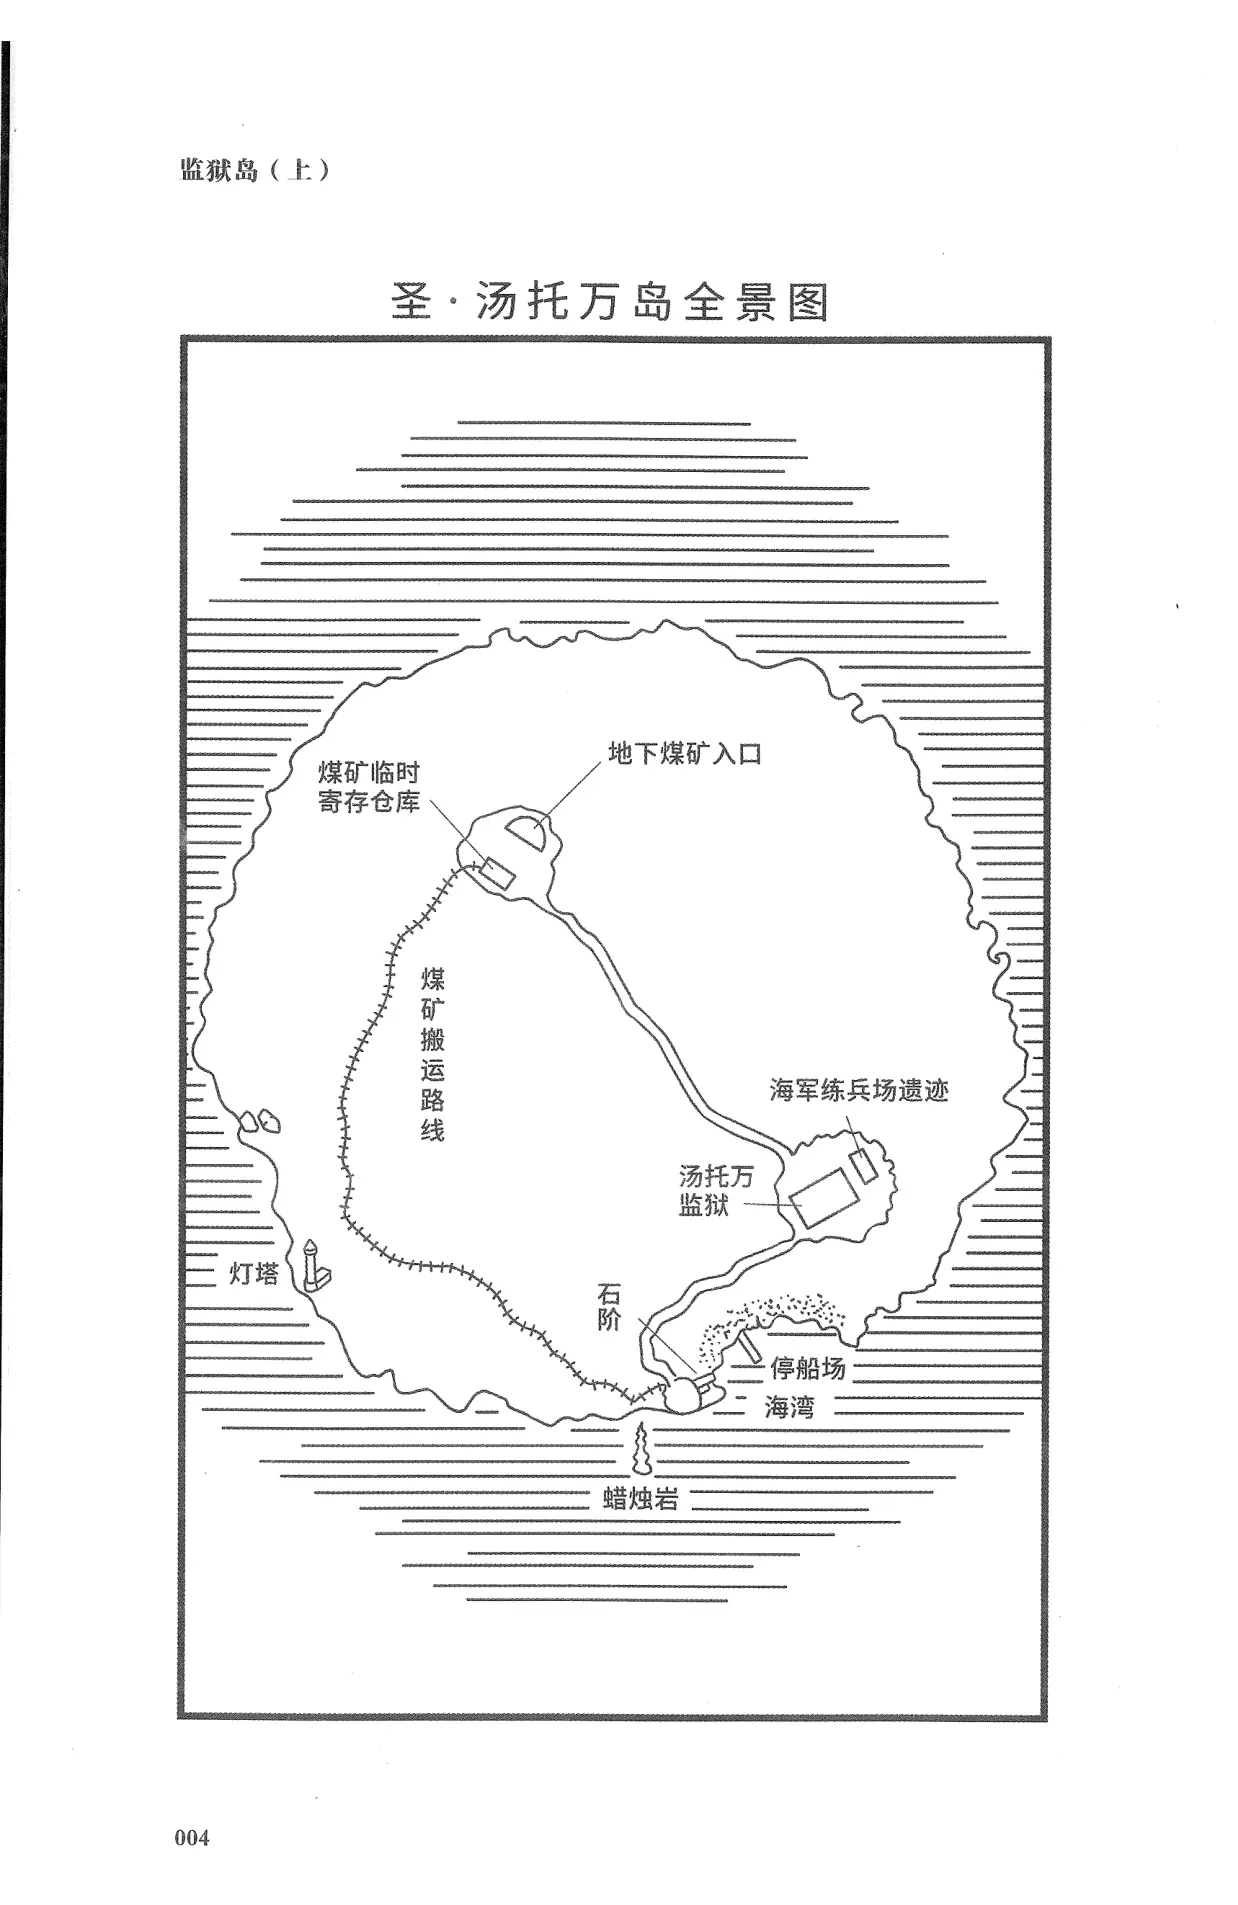 监狱岛（上）
圣·汤托万岛全景图
地下煤矿入口
煤矿临时
寄存仓库
煤矿搬运路线
海军练兵场遗迹
汤托万
监狱
灯塔
石阶
停船场
海湾
蜡烛岩
004